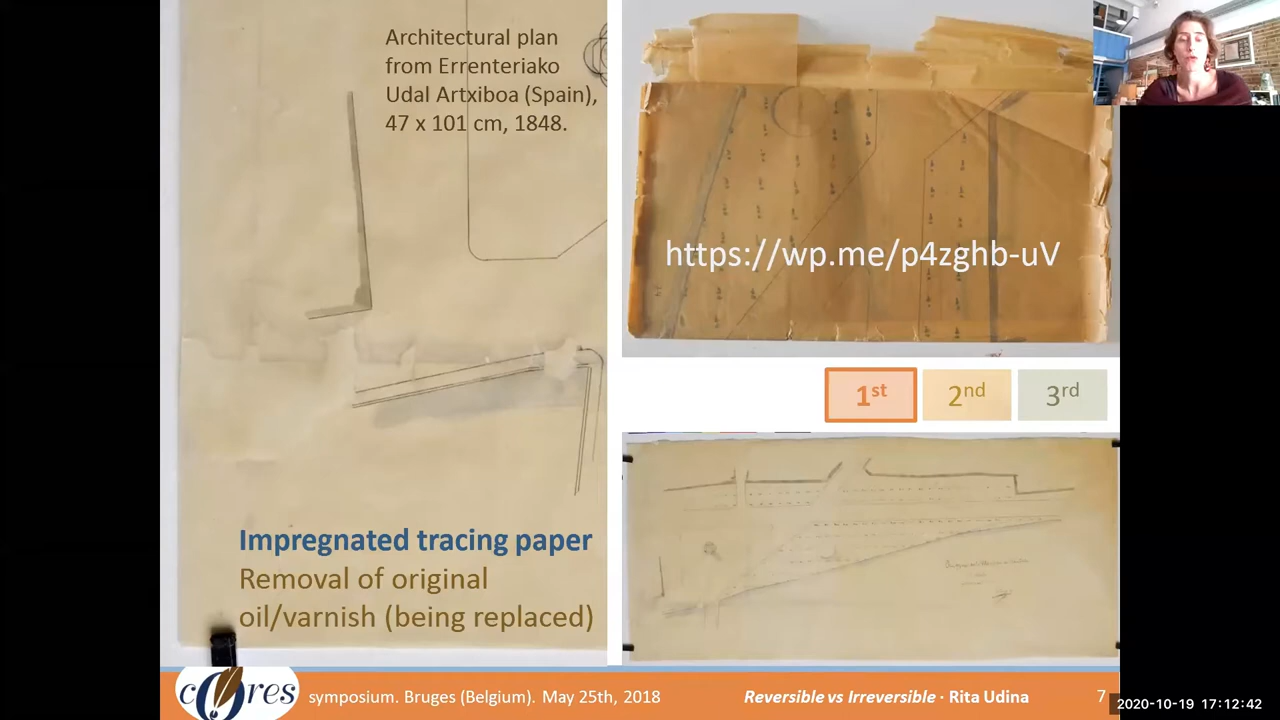 Architectural plan
from Errenteriako
Udal Artxiboa (Spain),
47 x 101 cm, 1848.
https://wp.me/p4zghb-uV
1st
2nd
3rd
Impregnated tracing paper
Removal of original
oil/varnish (being replaced)
cOres
symposium. Bruges (Belgium). May 25th, 2018
Reversible vs Irreversible · Rita Udina
7
2020-10-19 17:12:42